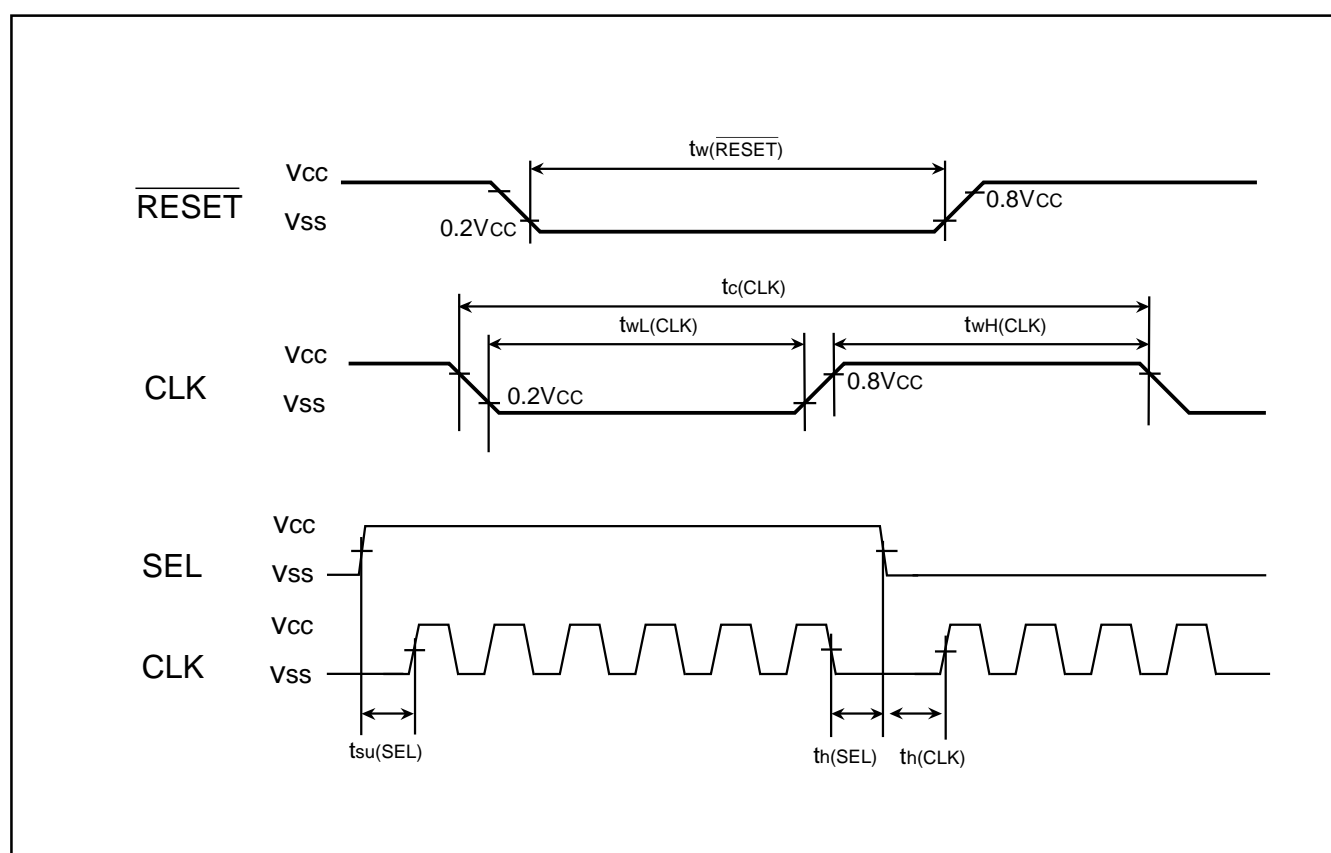 tw(RESET)
VCC
RESET
VSS
0.2VCC
0.8VCC
tc(CLK)
twL(CLK)
twH(CLK)
VCC
CLK
VSS
0.2VCC
0.8VCC
VCC
SEL
VSS
VCC
CLK
VSS
tsu(SEL)
th(SEL)
th(CLK)